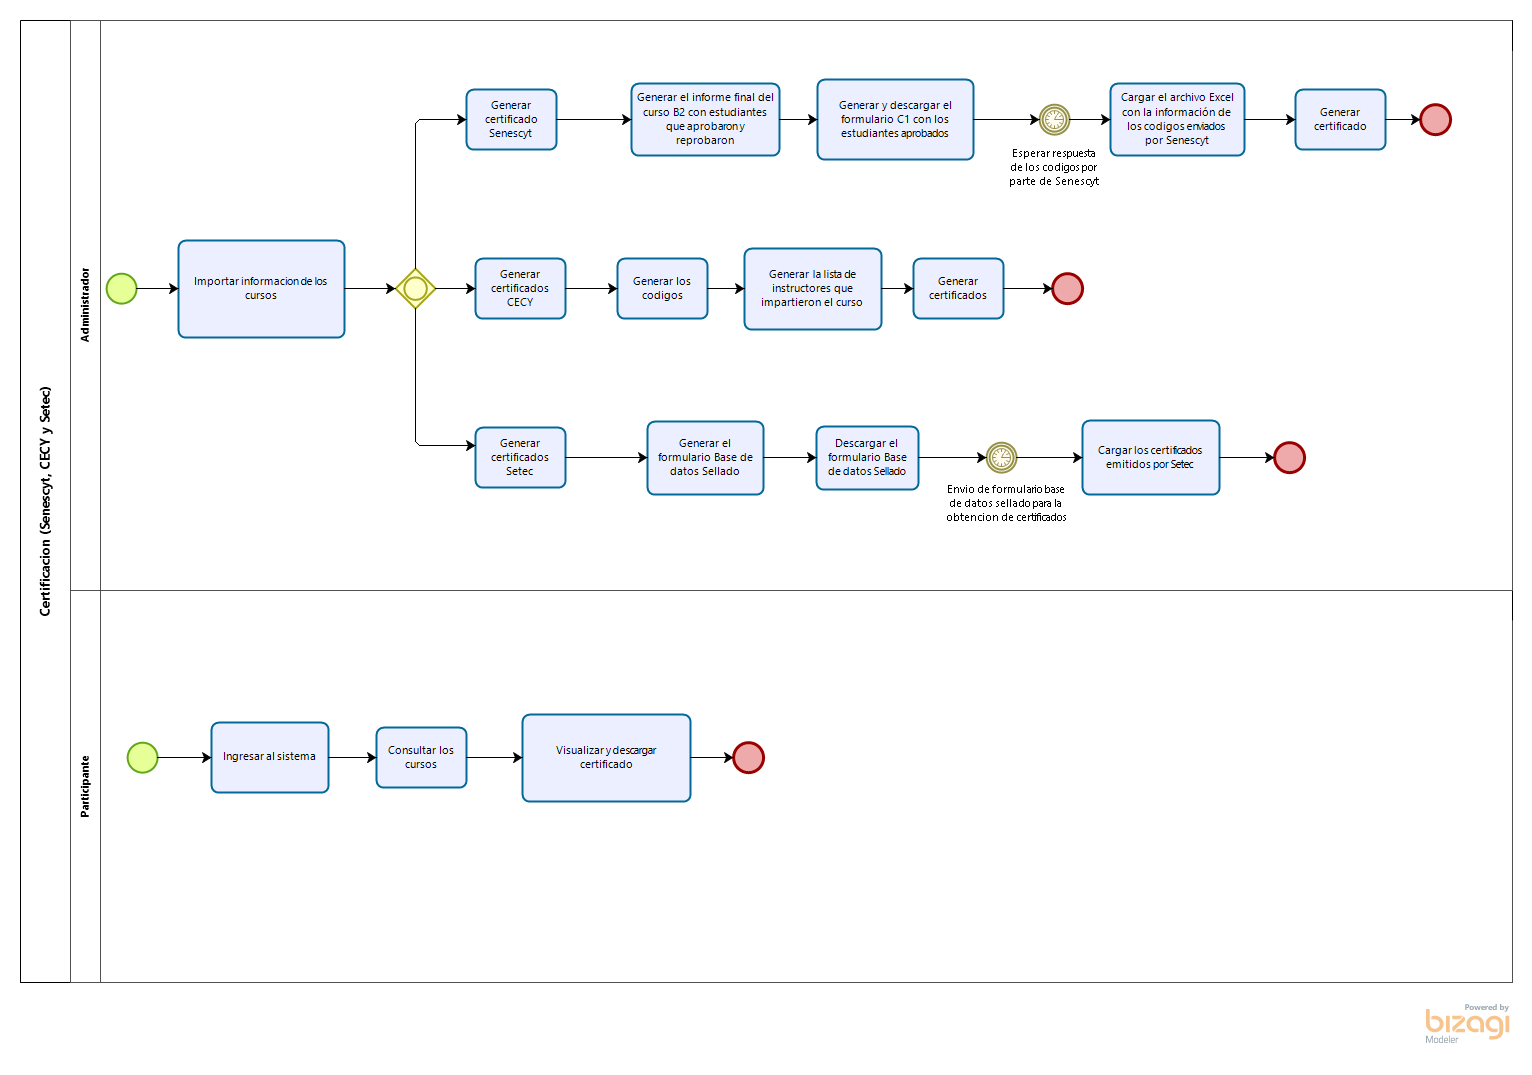 Certificacion (Senescyt, CECY y Setec)
Administrador
Generar
certificado
Senescyt
Generar el informe final del
curso B2 con estudiantes
que aprobaron y
reprobaron
Generar y descargar el
formulario C1 con los
estudiantes aprobados
Esperar respuesta
de los codigos por
parte de Senescyt
Cargar el archivo Excel
con la información de
los codigos enviados
por Senescyt
Generar
certificado
Importar informacion de los
cursos
Generar
certificados
CECY
Generar los
codigos
Generar la lista de
instructores que
impartieron el curso
Generar
certificados
Generar
certificados
Setec
Generar el
formulario Base de
datos Sellado
Descargar el
formulario Base
de datos Sellado
Envio de formulario base
de datos sellado para la
obtencion de certificados
Cargar los certificados
emitidos por Setec
Participante
Ingresar al sistema
Consultar los
cursos
Visualizar y descargar
certificado
Powered by
bizagi
Modeler